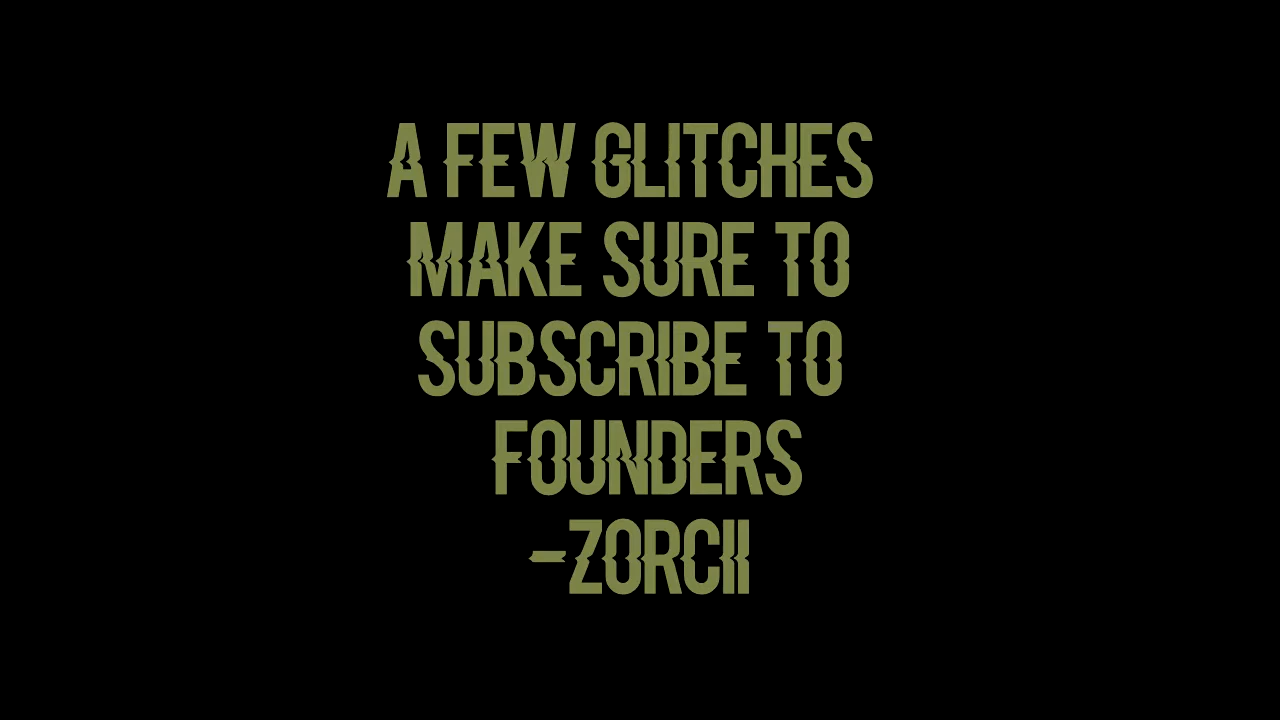 A FEW GLITCHES
MAKE SURE TO
SUBSCRIBE TO
FOUNDERS
-ZORCII